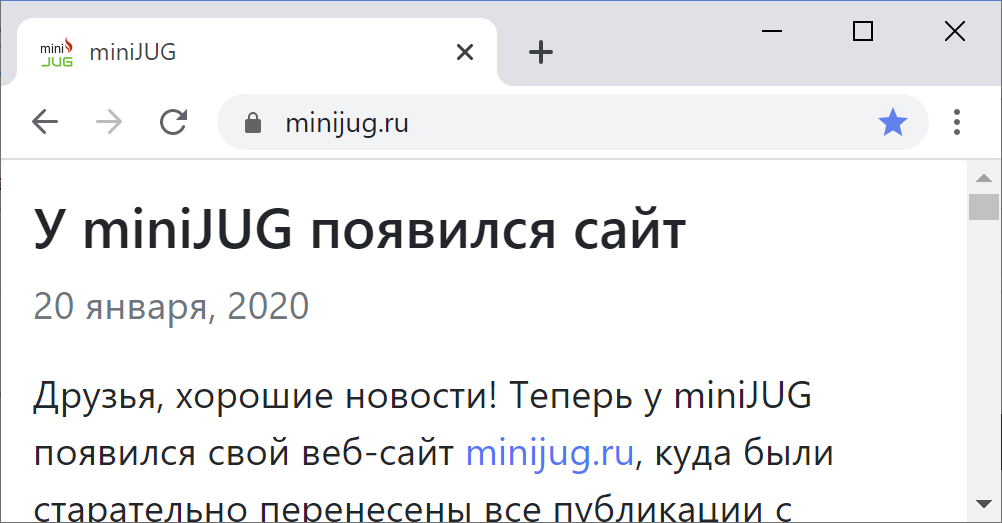 mini
JUG
miniJUG
minijug.ru
У miniJUG появился сайт
20 января, 2020
Друзья, хорошие новости! Теперь у miniJUG
появился свой веб-сайт minijug.ru, куда были
старательно перенесены все публикации с